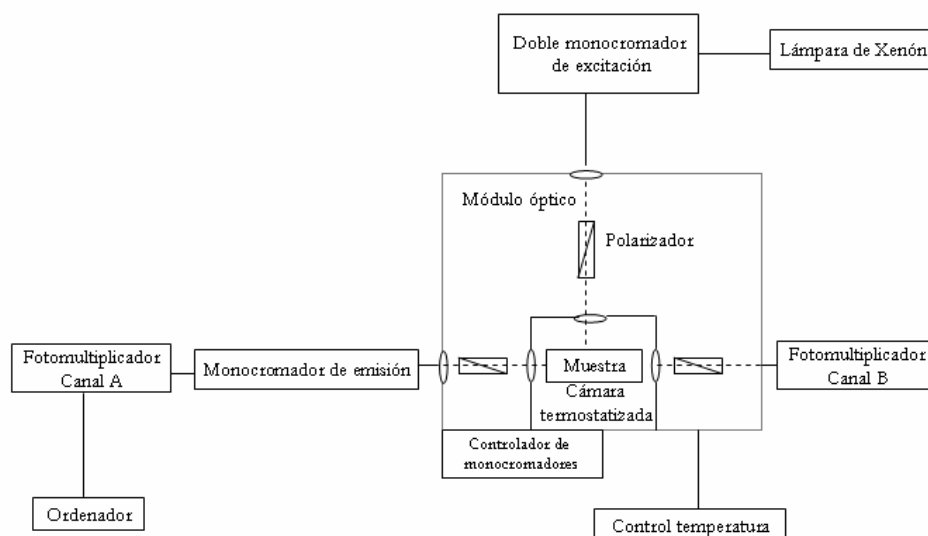 Doble monocromador
de excitación
Lámpara de Xenón
Módulo óptico
Polarizador
Fotomultiplicador
Canal A
Monocromador de emisión
Muestra
Cámara
termostatizada
Fotomultiplicador
Canal B
Controlador de
monocromadores
Ordenador
Control temperatura